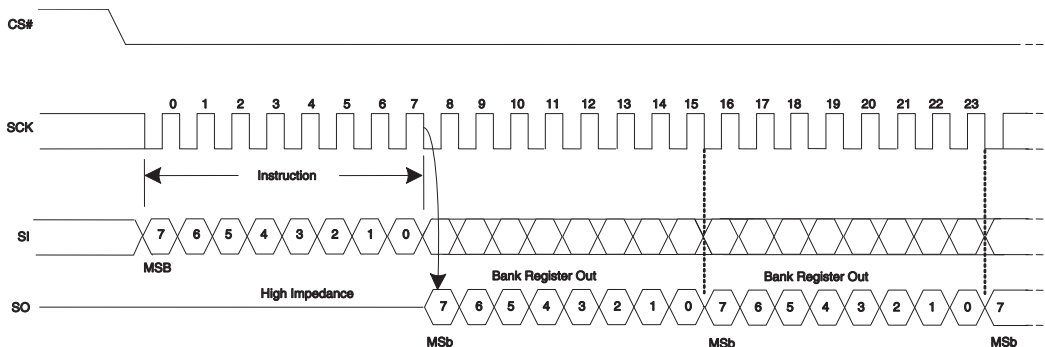 CS#
0 1 2 3 4 5 6 7 8 9 10 11 12 13 14 15 16 17 18 19 20 21 22 23
SCK
Instruction
SI 7 6 5 4 3 2 1 0
MSB
High Impedance Bank Register Out Bank Register Out
SO 7 6 5 4 3 2 1 0 7 6 5 4 3 2 1 0 7
MSb MSb MSb